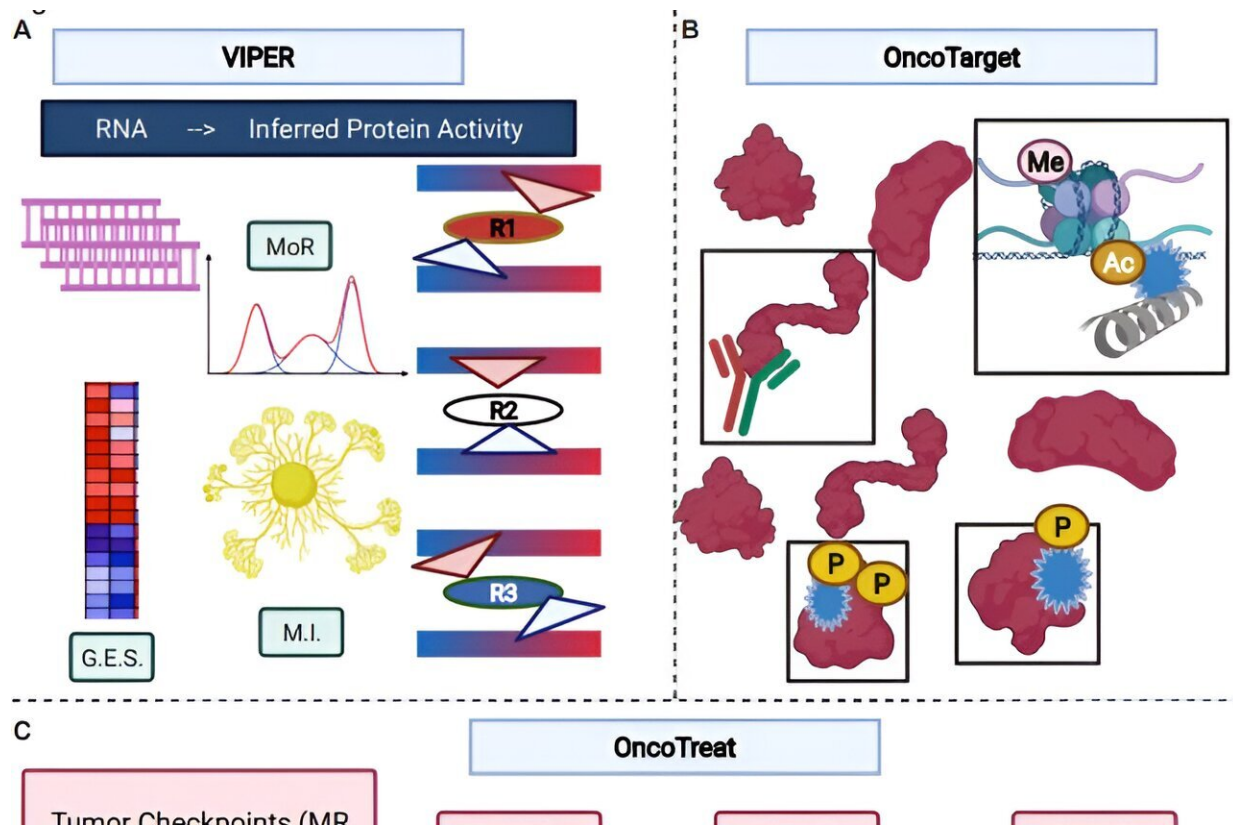 A
VIPER
RNA --> Inferred Protein Activity
MoR
R1
R2
R3
M.I.
G.E.S.
B
OncoTarget
Me
Ac
P
P
P
C
OncoTreat
Tumor Checkpoints (MR